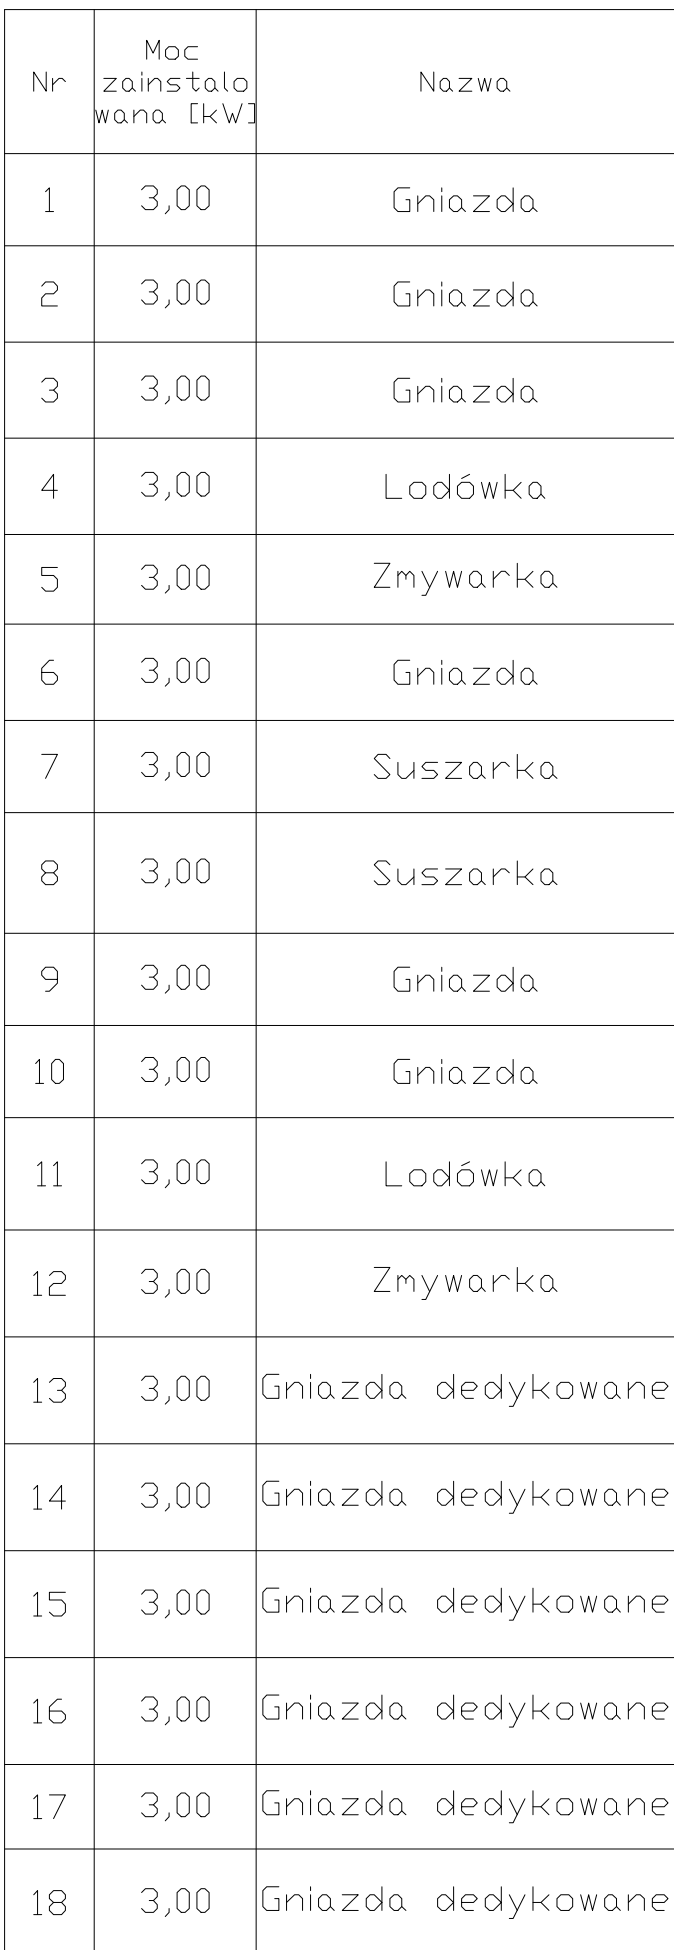 Nr Moc zainstalo wana [kW] Nazwa
1 3,00 Gniazda
2 3,00 Gniazda
3 3,00 Gniazda
4 3,00 Lodówka
5 3,00 Zmywarka
6 3,00 Gniazda
7 3,00 Suszarka
8 3,00 Suszarka
9 3,00 Gniazda
10 3,00 Gniazda
11 3,00 Lodówka
12 3,00 Zmywarka
13 3,00 Gniazda dedykowane
14 3,00 Gniazda dedykowane
15 3,00 Gniazda dedykowane
16 3,00 Gniazda dedykowane
17 3,00 Gniazda dedykowane
18 3,00 Gniazda dedykowane